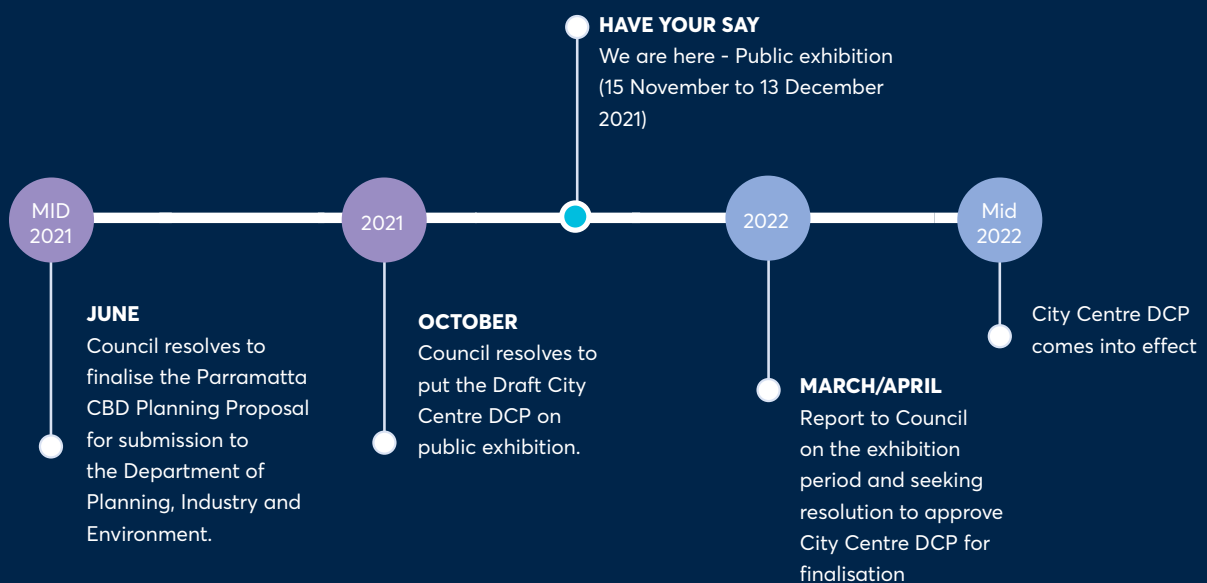 HAVE YOUR SAY
We are here - Public exhibition
(15 November to 13 December
2021)
MID
2021
JUNE
Council resolves to
finalise the Parramatta
CBD Planning Proposal
for submission to
the Department of
Planning, Industry and
Environment.
2021
OCTOBER
Council resolves to
put the Draft City
Centre DCP on
public exhibition.
2022
MARCH/APRIL
Report to Council
on the exhibition
period and seeking
resolution to approve
City Centre DCP for
finalisation
Mid
2022
City Centre DCP
comes into effect